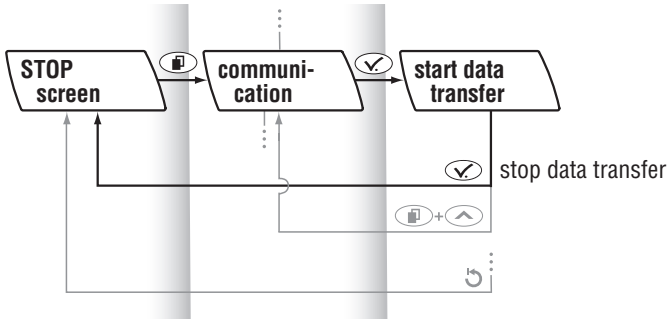 STOP
screen
communi-
cation
start data
transfer
stop data transfer
+